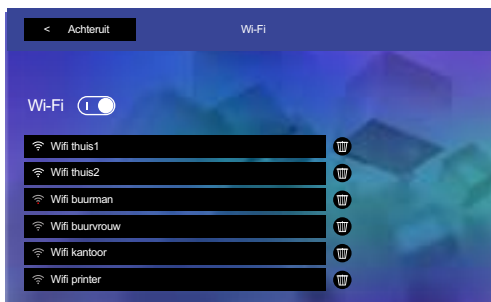 < Achteruit
Wi-Fi
Wi-Fi
Wifi thuis1
Wifi thuis2
Wifi buurman
Wifi buurvrouw
Wifi kantoor
Wifi printer